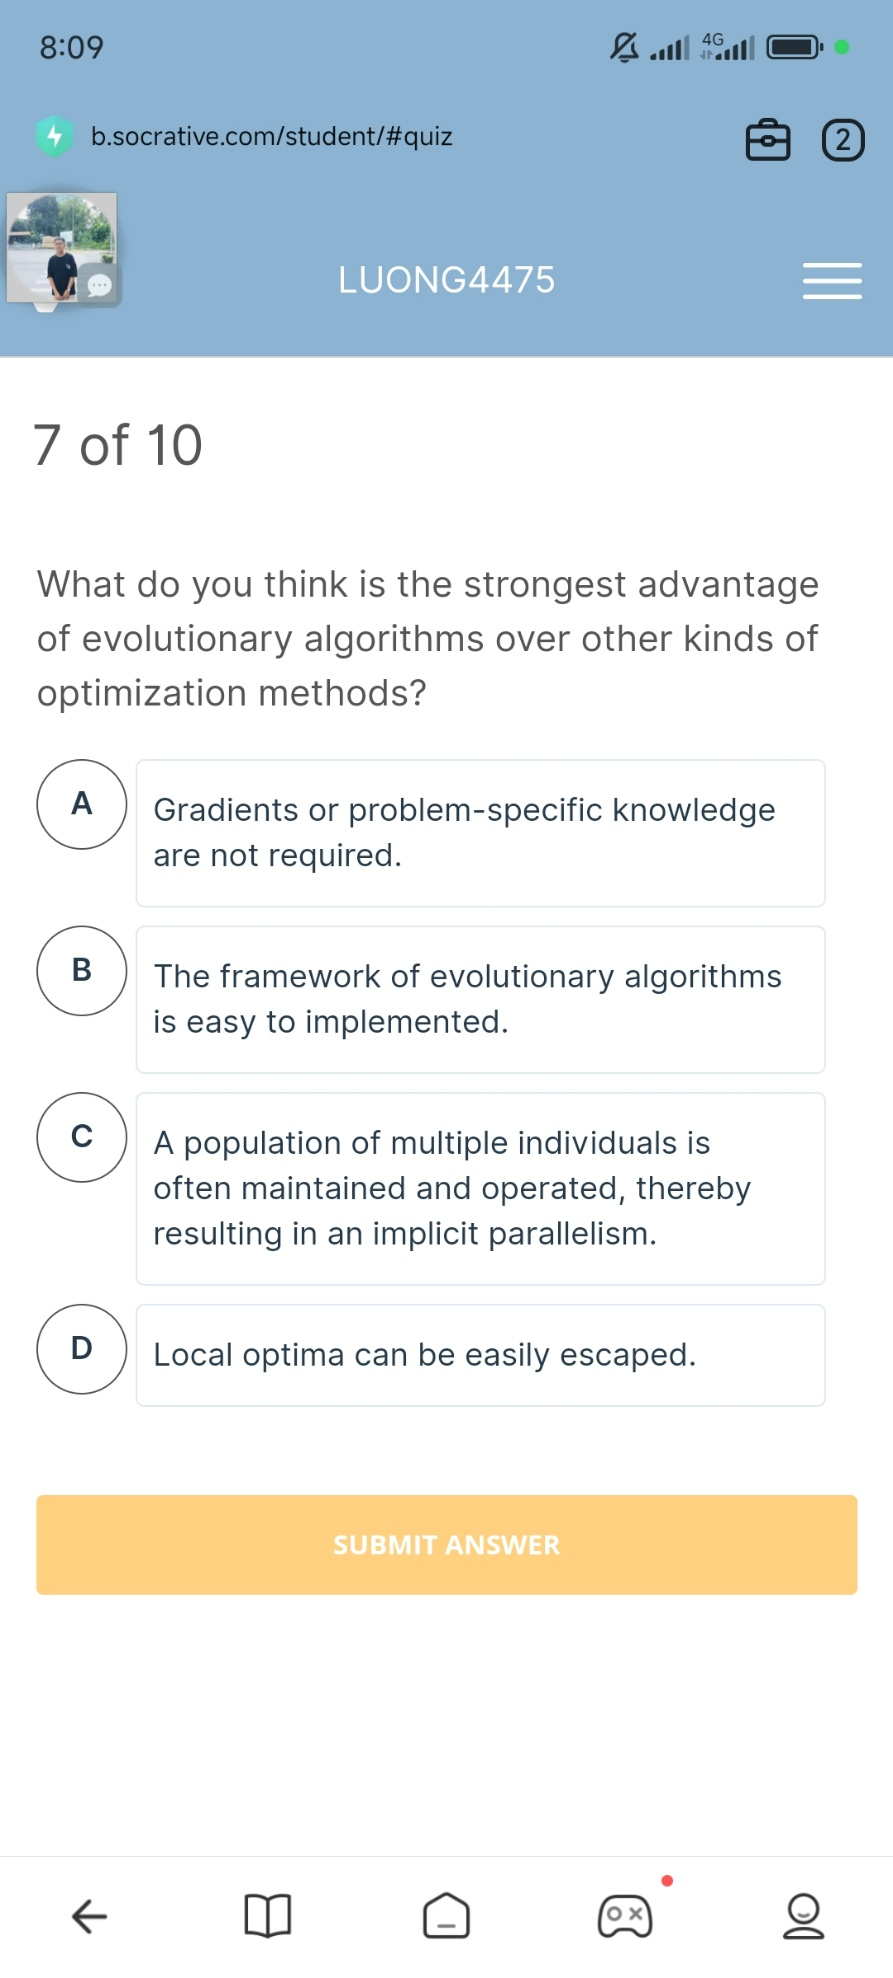 8:09
4G
b.socrative.com/student/#quiz
2
LUONG4475
7 of 10
What do you think is the strongest advantage
of evolutionary algorithms over other kinds of
optimization methods?
A
Gradients or problem-specific knowledge
are not required.
B
The framework of evolutionary algorithms
is easy to implemented.
C
A population of multiple individuals is
often maintained and operated, thereby
resulting in an implicit parallelism.
D
Local optima can be easily escaped.
SUBMIT ANSWER